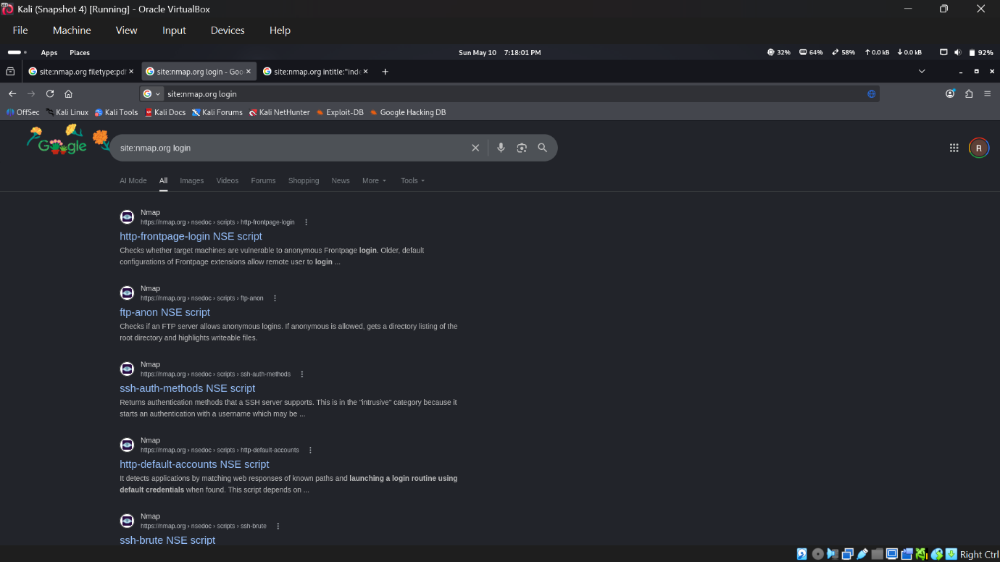 Kali (Snapshot 4) [Running] - Oracle VirtualBox
File Machine View Input Devices Help
Apps Places Sun May 10 7:18:01 PM 32% 64% 58% 0.0 kB 0.0 kB 92%
site:nmap.org filetype:pdf site:nmap.org login - Goo site:nmap.org intitle:"inde
site:nmap.org login
OffSec Kali Linux Kali Tools Kali Docs Kali Forums Kali NetHunter Exploit-DB Google Hacking DB
Google
site:nmap.org login
R
AI Mode All Images Videos Forums Shopping News More Tools
Nmap
https://nmap.org › nsedoc › scripts › http-frontpage-login
http-frontpage-login NSE script
Checks whether target machines are vulnerable to anonymous Frontpage login. Older, default
configurations of Frontpage extensions allow remote user to login ...
Nmap
https://nmap.org › nsedoc › scripts › ftp-anon
ftp-anon NSE script
Checks if an FTP server allows anonymous logins. If anonymous is allowed, gets a directory listing of the
root directory and highlights writeable files.
Nmap
https://nmap.org › nsedoc › scripts › ssh-auth-methods
ssh-auth-methods NSE script
Returns authentication methods that a SSH server supports. This is in the "intrusive" category because it
starts an authentication with a username which may be ...
Nmap
https://nmap.org › nsedoc › scripts › http-default-accounts
http-default-accounts NSE script
It detects applications by matching web responses of known paths and launching a login routine using
default credentials when found. This script depends on ...
Nmap
https://nmap.org › nsedoc › scripts › ssh-brute
ssh-brute NSE script
Right Ctrl